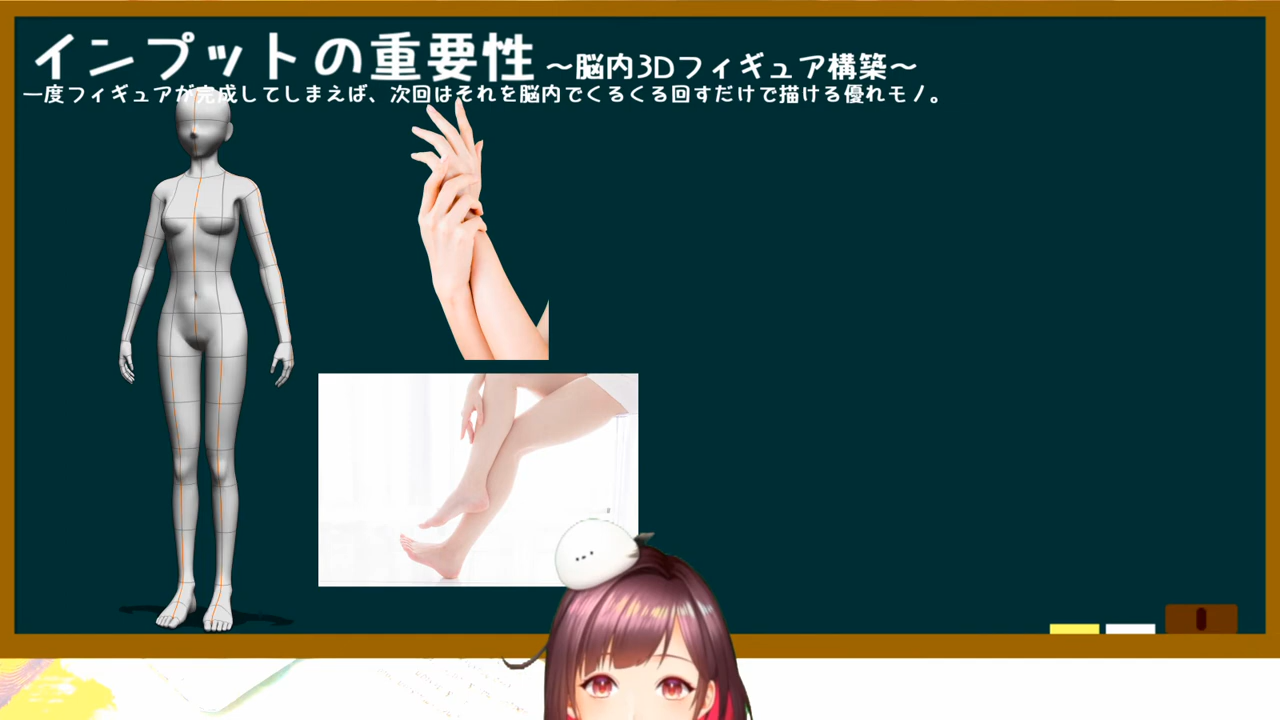 インプットの重要性 〜脳内3Dフィギュア構築〜
一度フィギュアが完成してしまえば、次回はそれを脳内でくるくる回すだけで描ける優れモノ。